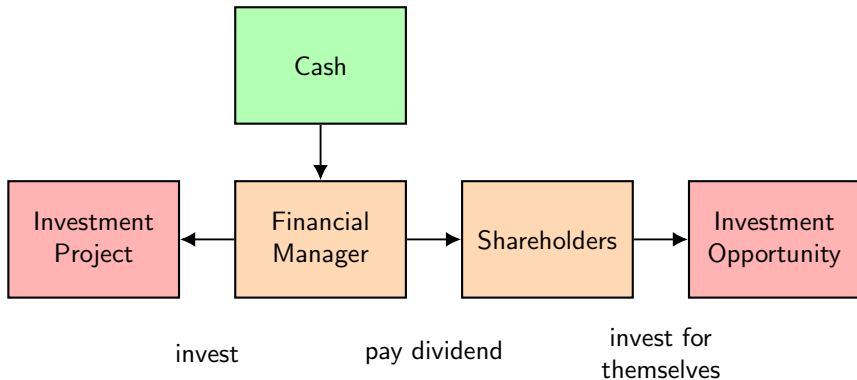 Cash
Investment
Project
Financial
Manager
Shareholders
Investment
Opportunity
invest
pay dividend
invest for
themselves